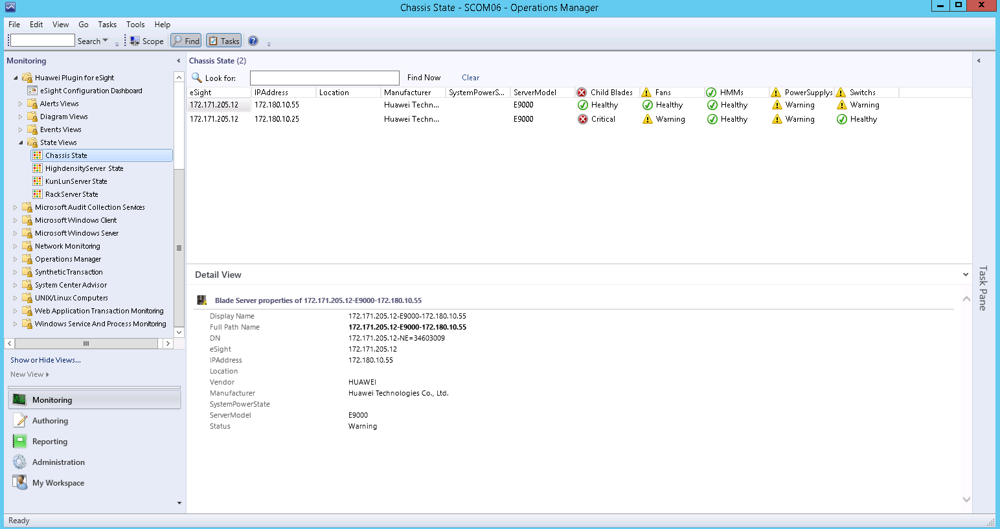 Chassis State - SCOM06 - Operations Manager
File Edit View Go Tasks Tools Help
Search Scope Find Tasks
Monitoring
Huawei Plugin for eSight
eSight Configuration Dashboard
Alerts Views
Diagram Views
Events Views
State Views
Chassis State
HighdensityServer State
KunLunServer State
RackServer State
Microsoft Audit Collection Services
Microsoft Windows Client
Microsoft Windows Server
Network Monitoring
Operations Manager
Synthetic Transaction
System Center Advisor
UNIX/Linux Computers
Web Application Transaction Monitoring
Windows Service And Process Monitoring
Show or Hide Views...
New View
Monitoring
Authoring
Reporting
Administration
My Workspace
Chassis State (2)
Look for: Find Now Clear
eSight IPAddress Location Manufacturer SystemPowerS... ServerModel Child Blades Fans HMMs PowerSupplys Switchs
172.171.205.12 172.180.10.55 Huawei Techn... E9000 Healthy Healthy Healthy Warning Warning
172.171.205.12 172.180.10.25 Huawei Techn... E9000 Critical Warning Healthy Warning Healthy
Detail View
Blade Server properties of 172.171.205.12-E9000-172.180.10.55
Display Name 172.171.205.12-E9000-172.180.10.55
Full Path Name 172.171.205.12-E9000-172.180.10.55
DN 172.171.205.12-NE=34603009
eSight 172.171.205.12
IPAddress 172.180.10.55
Location
Vendor HUAWEI
Manufacturer Huawei Technologies Co., Ltd.
SystemPowerState
ServerModel E9000
Status Warning
Task Pane
Ready